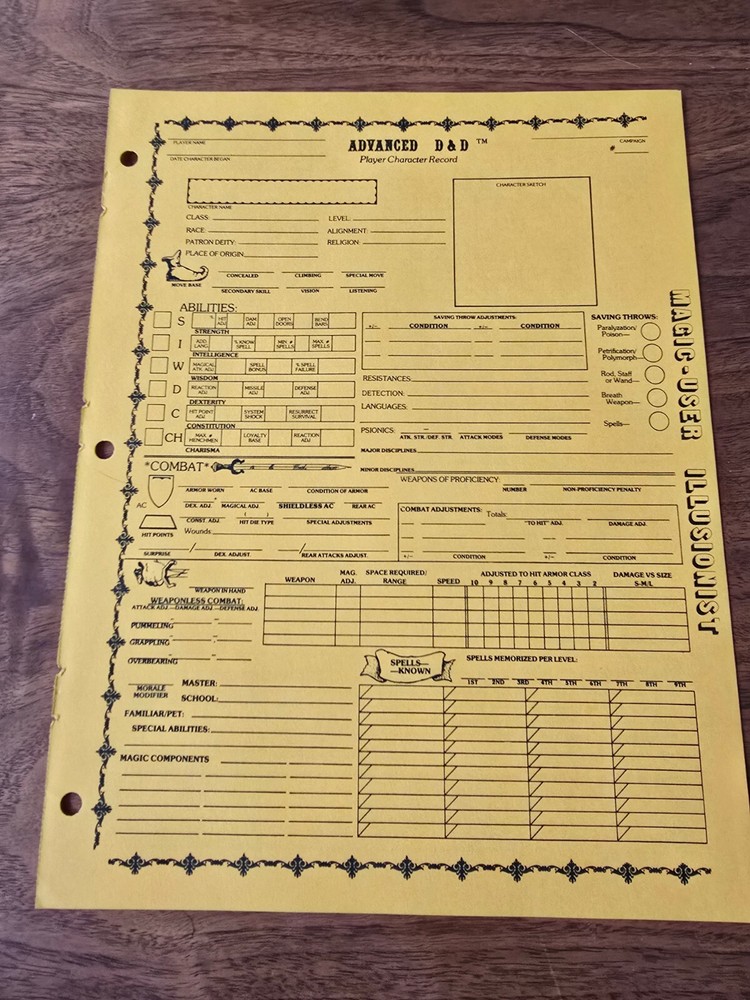 PLAYER NAME
ADVANCED D&D ™
# CAMPAIGN
DATE CHARACTER BEGAN
Player Character Record
CHARACTER NAME
CHARACTER SKETCH
CLASS: LEVEL:
RACE: ALIGNMENT:
PATRON DEITY: RELIGION:
PLACE OF ORIGIN
MOVE BASE
CONCEALED CLIMBING SPECIAL MOVE
SECONDARY SKILL VISION LISTENING
ABILITIES:
S % HIT ADJ. DAM. ADJ. OPEN DOORS BEND BARS
STRENGTH
I ADD. LANG. % KNOW SPELL MIN # SPELLS MAX # SPELLS
INTELLIGENCE
W MAGICAL ATK ADJ. SPELL BONUS % SPELL FAILURE
WISDOM
D REACTION ADJ. MISSILE ADJ. DEFENSE ADJ.
DEXTERITY
C HIT POINT ADJ. SYSTEM SHOCK RESURRECT SURVIVAL
CONSTITUTION
CH MAX. # HENCHMEN LOYALTY BASE REACTION ADJ.
CHARISMA
SAVING THROW ADJUSTMENTS:
+/- CONDITION +/- CONDITION
RESISTANCES
DETECTION:
LANGUAGES:
PSIONICS: –
ATK. STR./DEF. STR. ATTACK MODES DEFENSE MODES
MAJOR DISCIPLINES
MINOR DISCIPLINES
SAVING THROWS:
Paralyzation/
Poison—
Petrification/
Polymorph—
Rod, Staff
or Wand—
Breath
Weapon—
Spells—
MAGIC-USER ILLUSIONIST
*COMBAT*
AC
ARMOR WORN AC BASE CONDITION OF ARMOR
DEX. ADJ. MAGICAL ADJ. SHIELDLESS AC REAR AC
( )
CONST. ADJ. HIT DIE TYPE SPECIAL ADJUSTMENTS
HIT POINTS
Wounds
/ /
SURPRISE DEX. ADJUST. REAR ATTACKS ADJUST.
WEAPONS OF PROFICIENCY:
NUMBER NON-PROFICIENCY PENALTY
COMBAT ADJUSTMENTS: Totals:
"TO HIT" ADJ. DAMAGE ADJ.
+/- CONDITION +/- CONDITION
WEAPON IN HAND
WEAPONLESS COMBAT:
ATTACK ADJ.—DAMAGE ADJ.—DEFENSE ADJ.
PUMMELING
GRAPPLING
OVERBEARING
WEAPON MAG. ADJ. SPACE REQUIRED/ RANGE SPEED ADJUSTED TO HIT ARMOR CLASS DAMAGE VS SIZE
10 9 8 7 6 5 4 3 2 S-M/L
MORALE MODIFIER
MASTER:
SCHOOL:
FAMILIAR/PET:
SPECIAL ABILITIES:
MAGIC COMPONENTS
SPELLS—
—KNOWN
SPELLS MEMORIZED PER LEVEL:
1ST 2ND 3RD 4TH 5TH 6TH 7TH 8TH 9TH